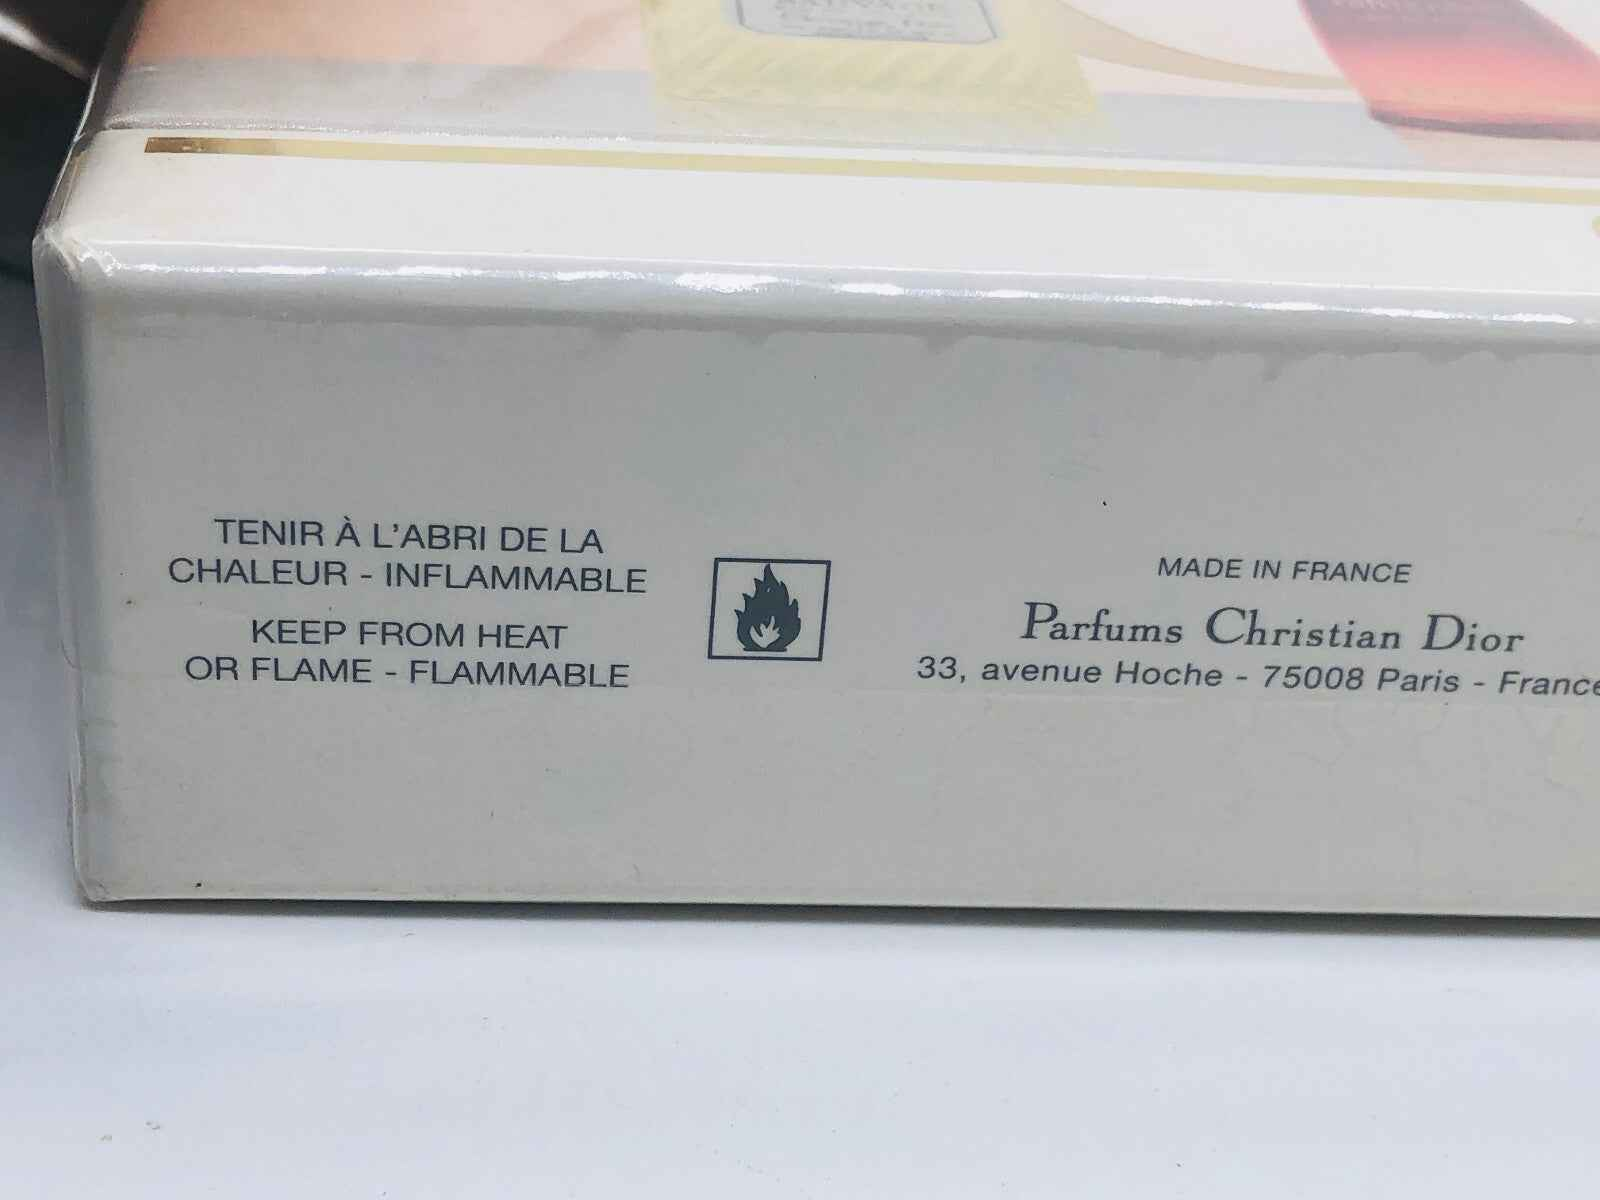 SAUVAGE
TENIR À L'ABRI DE LA
CHALEUR - INFLAMMABLE
KEEP FROM HEAT
OR FLAME - FLAMMABLE
MADE IN FRANCE
Parfums Christian Dior
33, avenue Hoche - 75008 Paris - France